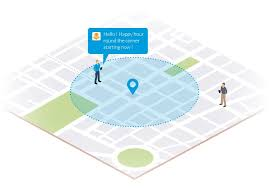 Hello ! Happy hour
round the corner
starting now !